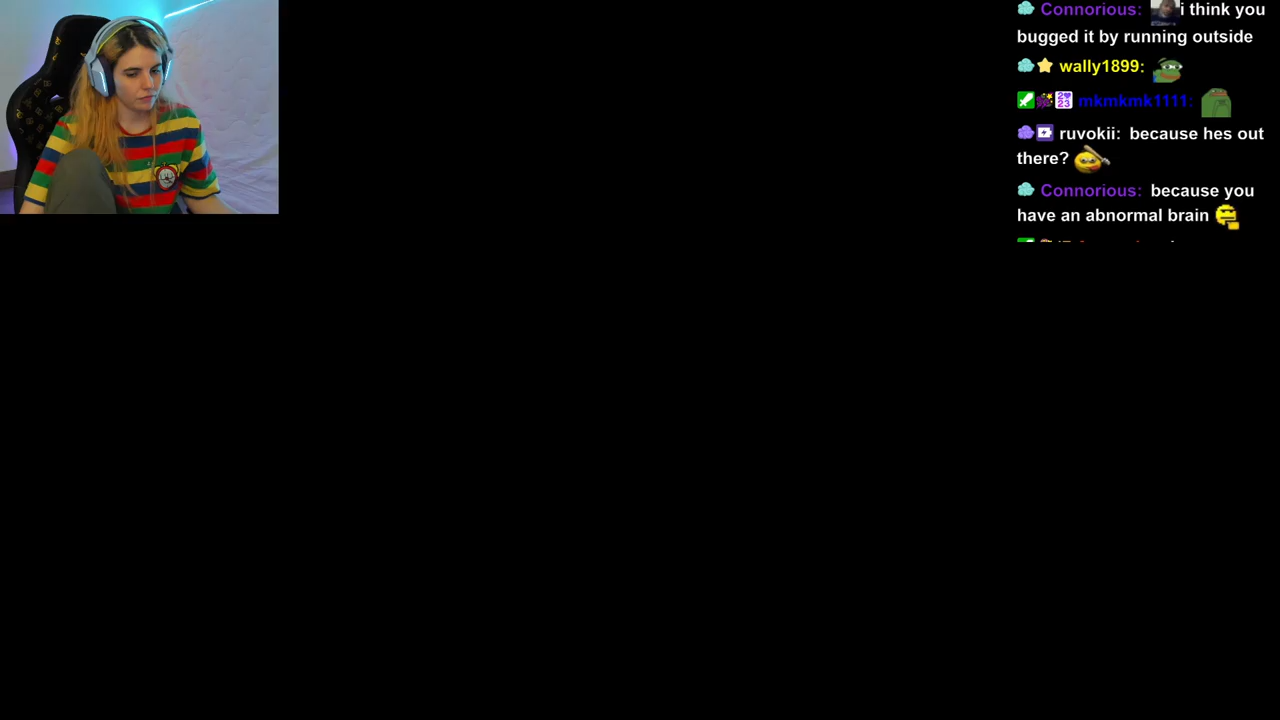 Connorious: i think you
bugged it by running outside
wally1899:
mkmkmk1111:
ruvokii: because hes out
there?
Connorious: because you
have an abnormal brain